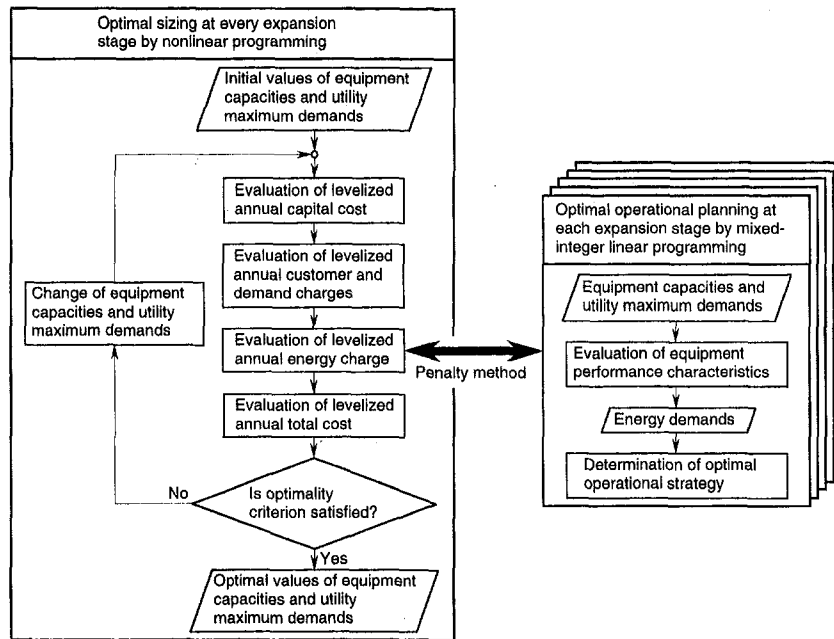 Optimal sizing at every expansion
stage by nonlinear programming
Initial values of equipment
capacities and utility
maximum demands
Evaluation of levelized
annual capital cost
Evaluation of levelized
annual customer and
demand charges
Change of equipment
capacities and utility
maximum demands
Evaluation of levelized
annual energy charge
Evaluation of levelized
annual total cost
No
Is optimality
criterion satisfied?
Yes
Optimal values of equipment
capacities and utility
maximum demands
Penalty method
Optimal operational planning at
each expansion stage by mixed-
integer linear programming
Equipment capacities and
utility maximum demands
Evaluation of equipment
performance characteristics
Energy demands
Determination of optimal
operational strategy